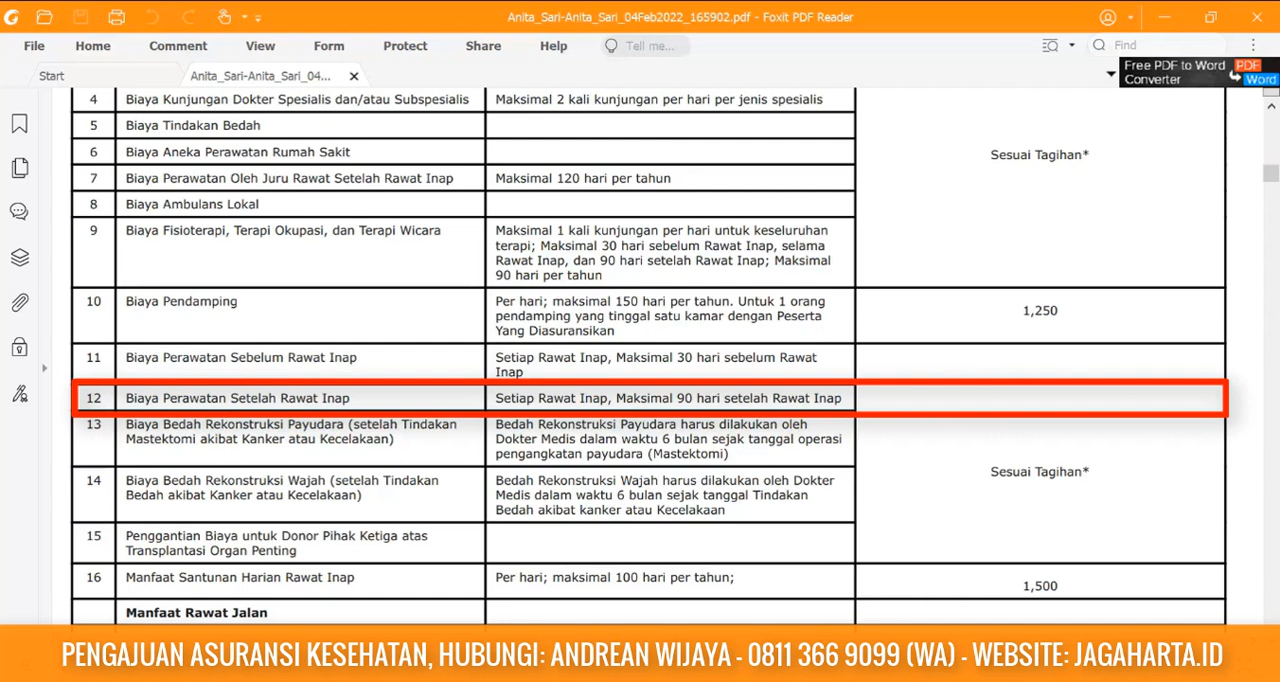 Anita_Sari-Anita_Sari_04Feb2022_165902.pdf - Foxit PDF Reader
File Home Comment View Form Protect Share Help Tell me... Find
Start Anita_Sari-Anita_Sari_04...
Free PDF to Word PDF
Converter Word
4 Biaya Kunjungan Dokter Spesialis dan/atau Subspesialis Maksimal 2 kali kunjungan per hari per jenis spesialis
5 Biaya Tindakan Bedah
6 Biaya Aneka Perawatan Rumah Sakit
Sesuai Tagihan*
7 Biaya Perawatan Oleh Juru Rawat Setelah Rawat Inap Maksimal 120 hari per tahun
8 Biaya Ambulans Lokal
9 Biaya Fisioterapi, Terapi Okupasi, dan Terapi Wicara Maksimal 1 kali kunjungan per hari untuk keseluruhan
terapi; Maksimal 30 hari sebelum Rawat Inap, selama
Rawat Inap, dan 90 hari setelah Rawat Inap; Maksimal
90 hari per tahun
10 Biaya Pendamping Per hari; maksimal 150 hari per tahun. Untuk 1 orang
pendamping yang tinggal satu kamar dengan Peserta
Yang Diasuransikan
1,250
11 Biaya Perawatan Sebelum Rawat Inap Setiap Rawat Inap, Maksimal 30 hari sebelum Rawat
Inap
12 Biaya Perawatan Setelah Rawat Inap Setiap Rawat Inap, Maksimal 90 hari setelah Rawat Inap
13 Biaya Bedah Rekonstruksi Payudara (setelah Tindakan Bedah Rekonstruksi Payudara harus dilakukan oleh
Mastektomi akibat Kanker atau Kecelakaan) Dokter Medis dalam waktu 6 bulan sejak tanggal operasi
pengangkatan payudara (Mastektomi)
Sesuai Tagihan*
14 Biaya Bedah Rekonstruksi Wajah (setelah Tindakan Bedah Rekonstruksi Wajah harus dilakukan oleh Dokter
Bedah akibat Kanker atau Kecelakaan) Medis dalam waktu 6 bulan sejak tanggal Tindakan
Bedah akibat kanker atau Kecelakaan
15 Penggantian Biaya untuk Donor Pihak Ketiga atas
Transplantasi Organ Penting
16 Manfaat Santunan Harian Rawat Inap Per hari; maksimal 100 hari per tahun;
1,500
Manfaat Rawat Jalan
PENGAJUAN ASURANSI KESEHATAN, HUBUNGI: ANDREAN WIJAYA - 0811 366 9099 (WA) - WEBSITE: JAGAHARTA.ID